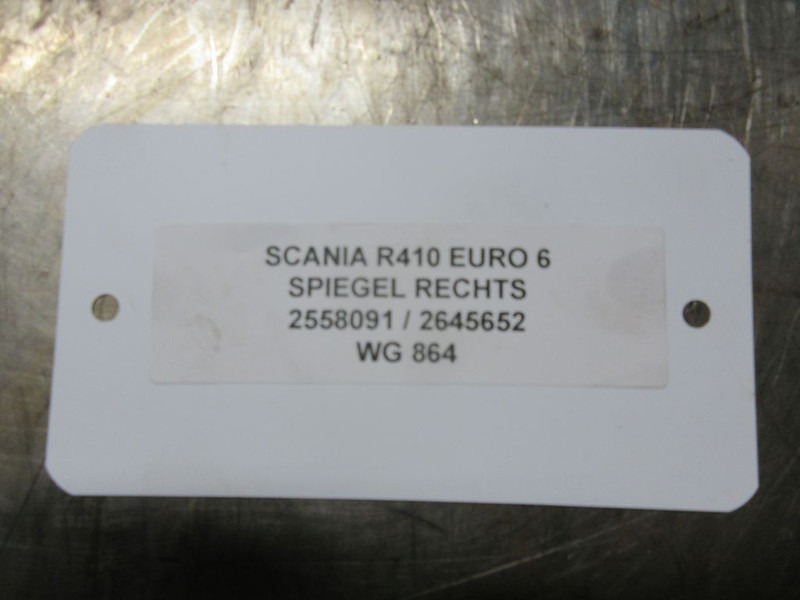 SCANIA R410 EURO 6
SPIEGEL RECHTS
2558091 / 2645652
WG 864